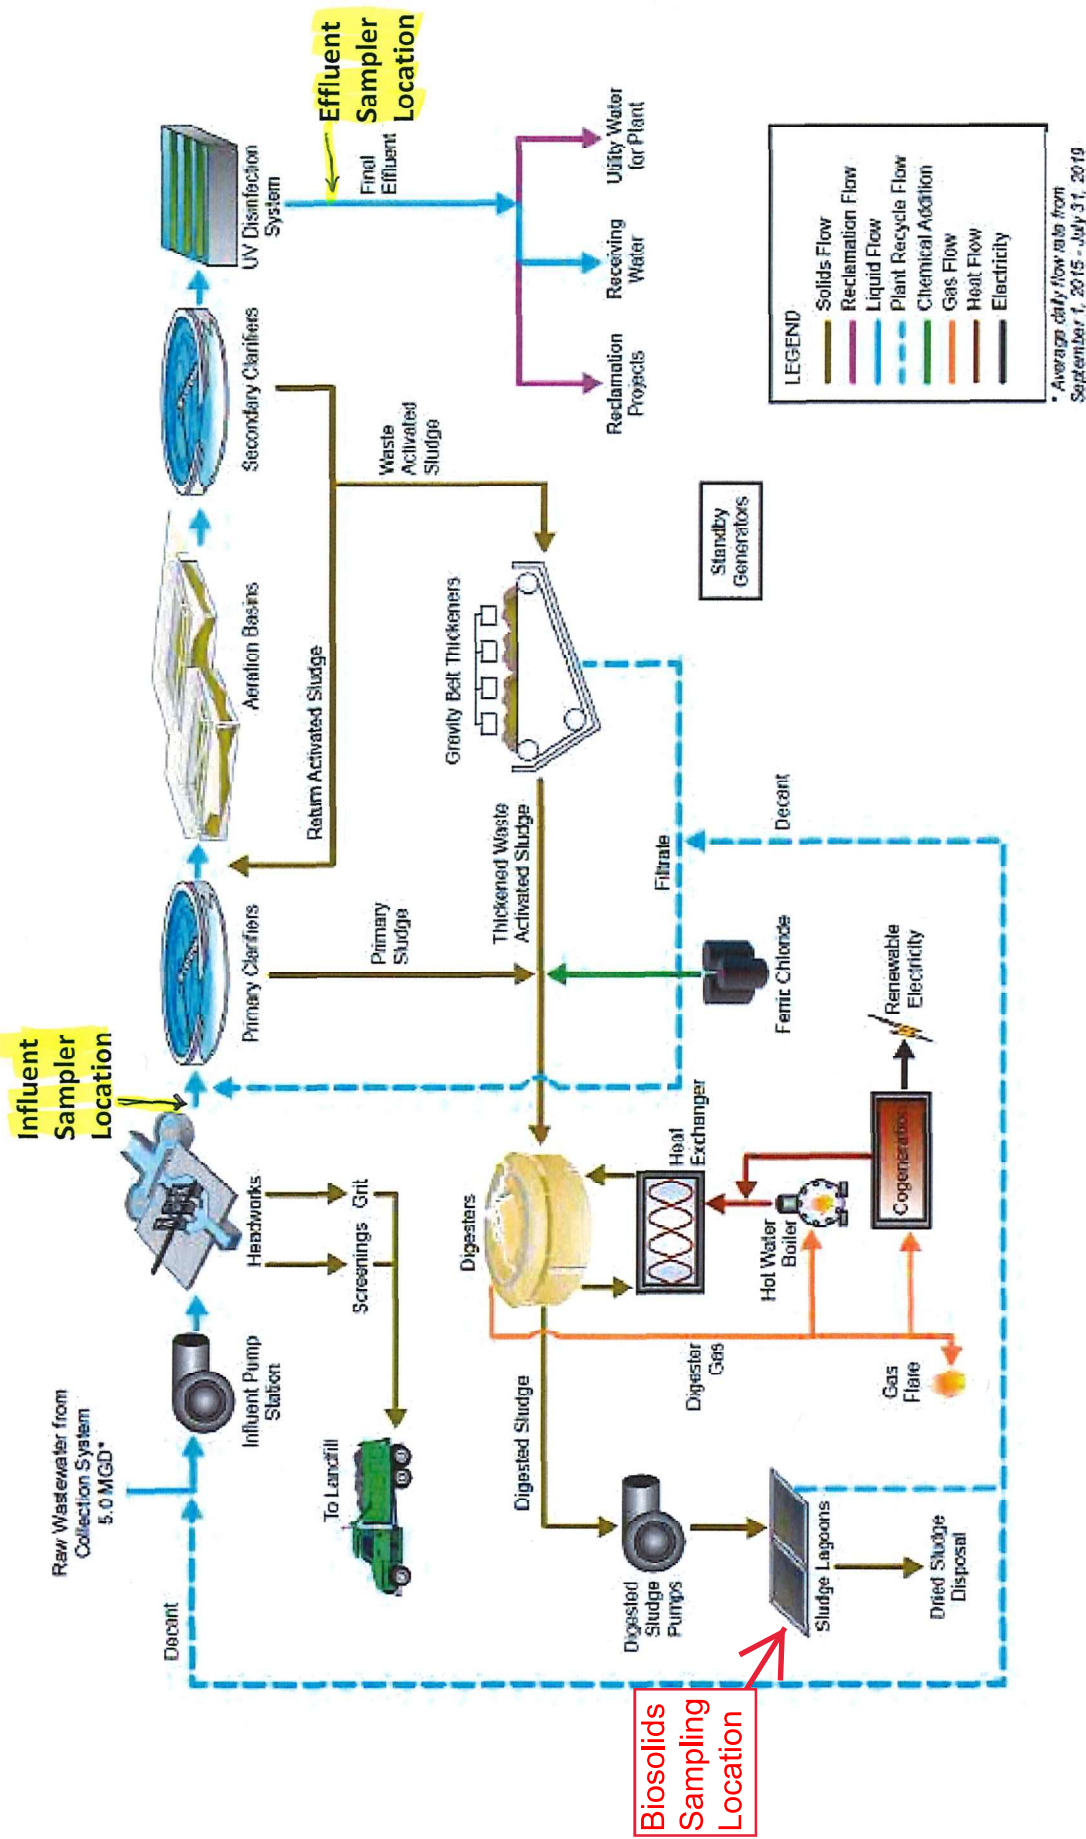 Raw Wastewater from
Collection System
5.0 MGD*
Decant
Influent Pump
Station
Headworks
Screenings
Grit
To Landfill
Influent
Sampler
Location
Primary Clarifiers
Aeration Basins
Secondary Clarifiers
UV Disinfection
System
Effluent
Sampler
Location
Final
Effluent
Return Activated Sludge
Waste
Activated
Sludge
Primary
Sludge
Reclamation
Projects
Receiving
Water
Utility Water
for Plant
Gravity Belt Thickeners
Thickened Waste
Activated Sludge
Filtrate
Decant
Ferric Chloride
Digesters
Heat
Exchanger
Hot Water
Boiler
Cogeneration
Renewable
Electricity
Digester
Gas
Gas
Flare
Digested Sludge
Digested
Sludge
Pumps
Sludge Lagoons
Dried Sludge
Disposal
Biosolids
Sampling
Location
Standby
Generators
LEGEND
Solids Flow
Reclamation Flow
Liquid Flow
Plant Recycle Flow
Chemical Addition
Gas Flow
Heat Flow
Electricity
* Average daily flow rate from
September 1, 2015 - July 31, 2019